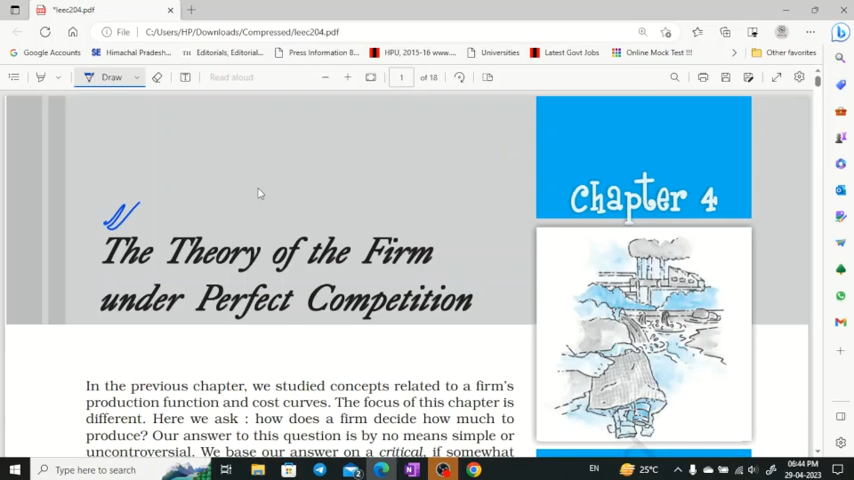 *leec204.pdf
File
C:/Users/HP/Downloads/Compressed/leec204.pdf
Google Accounts
Himachal Pradesh...
Editorials, Editorial...
Press Information B...
HPU, 2015-16 www....
Universities
Latest Govt Jobs
Online Mock Test !!...
Other favorites
Draw
Read aloud
1 of 18
Chapter 4
The Theory of the Firm
under Perfect Competition
In the previous chapter, we studied concepts related to a firm's
production function and cost curves. The focus of this chapter is
different. Here we ask : how does a firm decide how much to
produce? Our answer to this question is by no means simple or
uncontroversial. We base our answer on a critical, if somewhat
Type here to search
EN
25°C
06:44 PM
29-04-2023